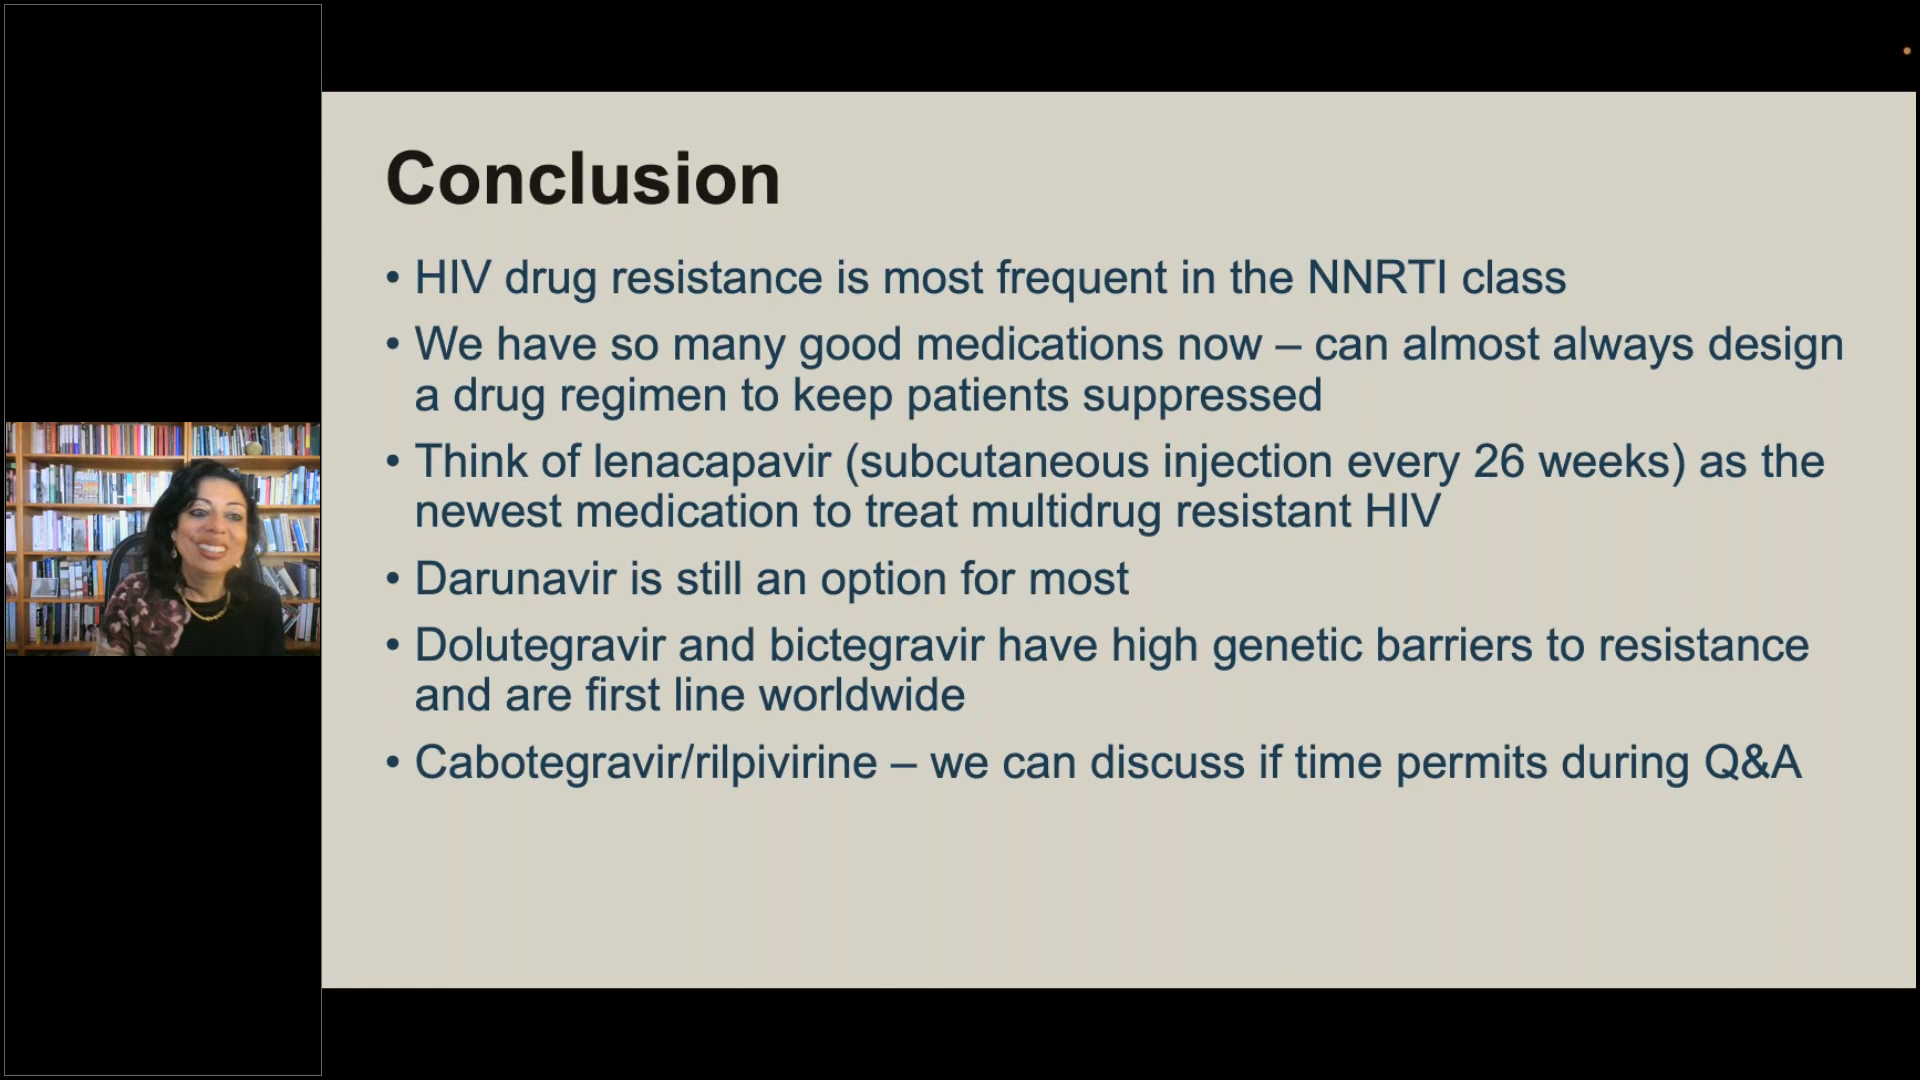 Conclusion
• HIV drug resistance is most frequent in the NNRTI class
• We have so many good medications now – can almost always design
a drug regimen to keep patients suppressed
• Think of lenacapavir (subcutaneous injection every 26 weeks) as the
newest medication to treat multidrug resistant HIV
• Darunavir is still an option for most
• Dolutegravir and bictegravir have high genetic barriers to resistance
and are first line worldwide
• Cabotegravir/rilpivirine – we can discuss if time permits during Q&A